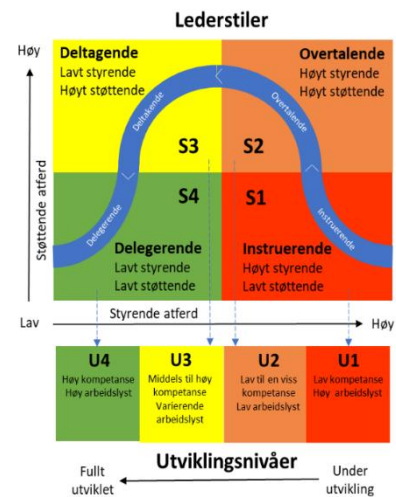 Lederstiler
Høy
Deltagende
Lavt styrende
Høyt støttende
Overtalende
Høyt styrende
Høyt støttende
Deltakende
Overtalende
S3
S2
S4
S1
Støttende atferd
Delegerende
Instruerende
Delegerende
Lavt styrende
Lavt støttende
Instruerende
Høyt styrende
Lavt støttende
Lav
Styrende atferd
Høy
U4
Høy kompetanse
Høy arbeidslyst
U3
Middels til høy
kompetanse
Varierende
arbeidslyst
U2
Lav til en viss
kompetanse
Lav arbeidslyst
U1
Lav kompetanse
Høy arbeidslyst
Utviklingsnivåer
Fullt
utviklet
Under
utvikling